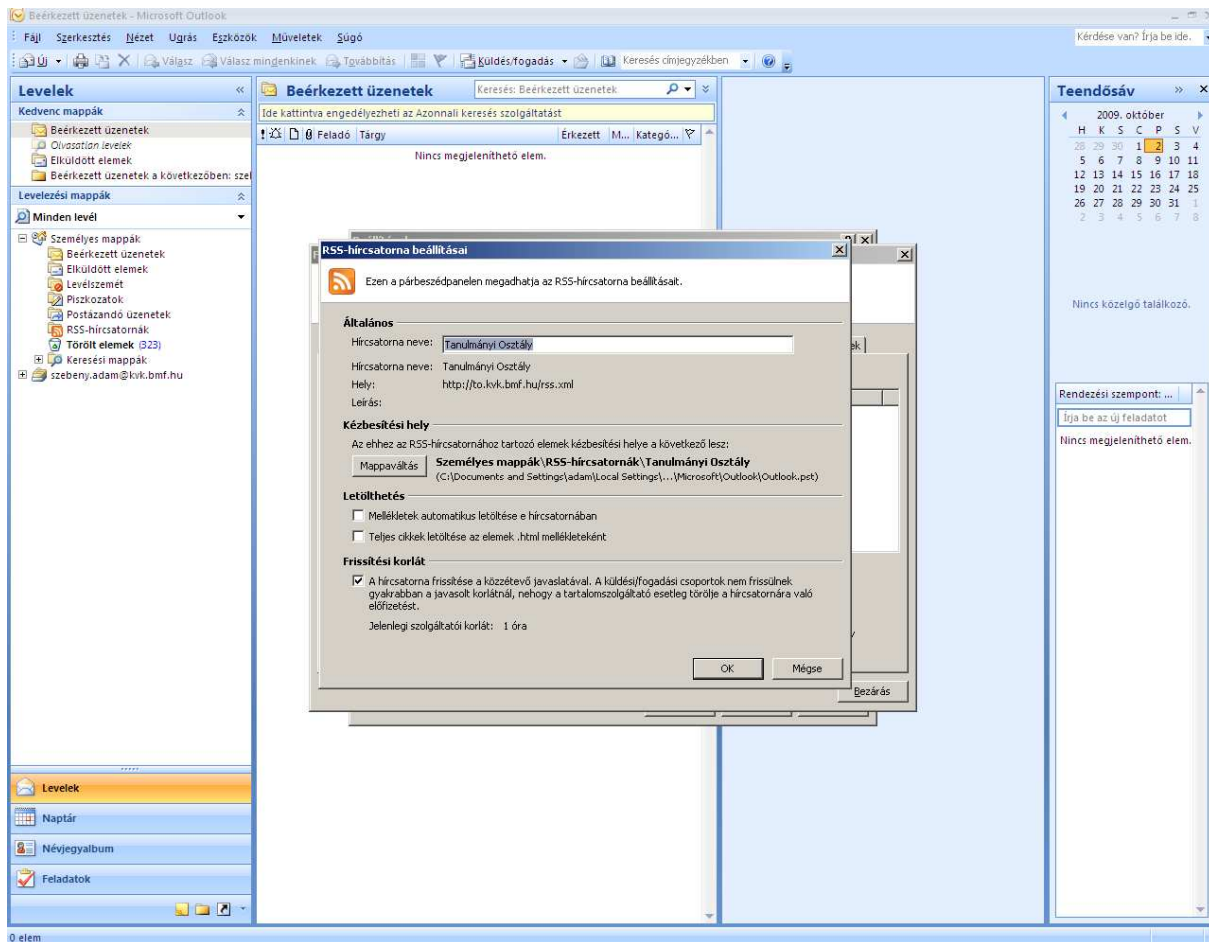 Beérkezett üzenetek - Microsoft Outlook
Fájl Szerkesztés Nézet Ugrás Eszközök Műveletek Súgó
Kérdése van? Írja be ide.
Új Válasz Válasz mindenkinek Továbbítás Küldés/fogadás Keresés címjegyzékben
Levelek
Kedvenc mappák
Beérkezett üzenetek
Olvasatlan levelek
Elküldött elemek
Beérkezett üzenetek a következőben: szel
Levelezési mappák
Minden levél
Személyes mappák
Beérkezett üzenetek
Elküldött elemek
Levélszemét
Piszkozatok
Postázandó üzenetek
RSS-hírcsatornák
Törölt elemek (323)
Keresési mappák
szebeny.adam@kvk.bmf.hu
Levelek
Naptár
Névjegyalbum
Feladatok
0 elem
Beérkezett üzenetek
Keresés: Beérkezett üzenetek
Ide kattintva engedélyezheti az Azonnali keresés szolgáltatást
Feladó Tárgy Érkezett M... Kategó...
Nincs megjeleníthető elem.
RSS-hírcsatorna beállításai
Ezen a párbeszédpanelen megadhatja az RSS-hírcsatorna beállításait.
Általános
Hírcsatorna neve: Tanulmányi Osztály
Hírcsatorna neve: Tanulmányi Osztály
Hely: http://to.kvk.bmf.hu/rss.xml
Leírás:
Kézbesítési hely
Az ehhez az RSS-hírcsatornához tartozó elemek kézbesítési helye a következő lesz:
Mappaváltás Személyes mappák\RSS-hírcsatornák\Tanulmányi Osztály
(C:\Documents and Settings\adam\Local Settings\...\Microsoft\Outlook\Outlook.pst)
Letölthetés
Mellékletek automatikus letöltése e hírcsatornában
Teljes cikkek letöltése az elemek .html mellékleteként
Frissítési korlát
A hírcsatorna frissítése a közzétevő javaslatával. A küldési/fogadási csoportok nem frissülnek
gyakrabban a javasolt korlátnál, nehogy a tartalomszolgáltató esetleg törölje a hírcsatornára való
előfizetést.
Jelenlegi szolgáltatói korlát: 1 óra
OK Mégse
Bezárás
Teendősáv
2009. október
H K S C P S V
28 29 30 1 2 3 4
5 6 7 8 9 10 11
12 13 14 15 16 17 18
19 20 21 22 23 24 25
26 27 28 29 30 31 1
2 3 4 5 6 7 8
Nincs közelgő találkozó.
Rendezési szempont: ...
Írja be az új feladatot
Nincs megjeleníthető elem.